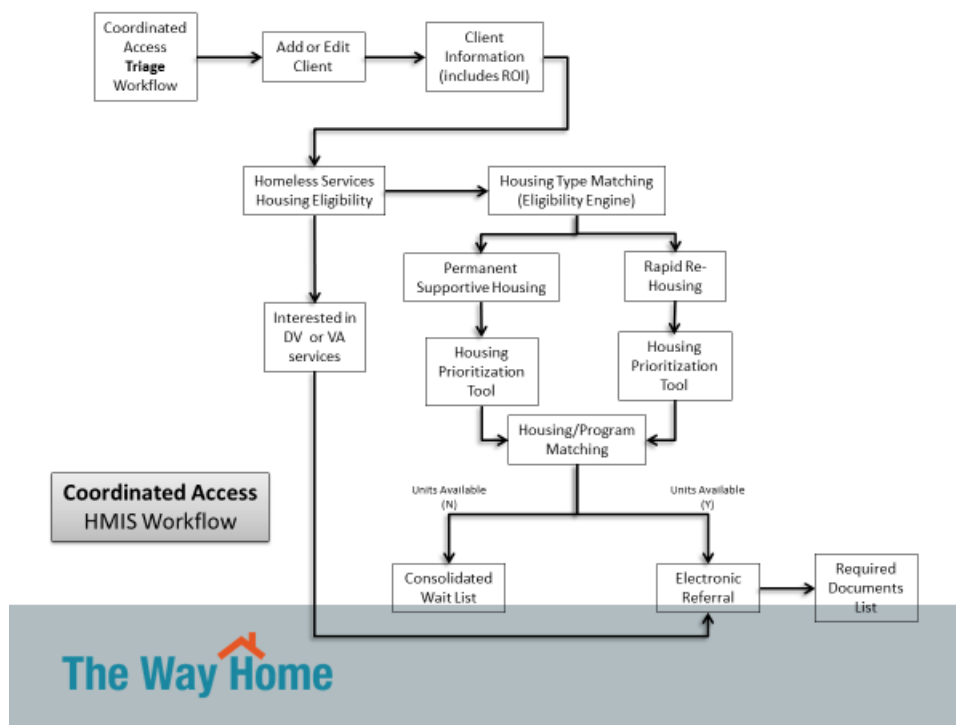 Coordinated
Access
Triage
Workflow
Add or Edit
Client
Client
Information
(includes ROI)
Homeless Services
Housing Eligibility
Housing Type Matching
(Eligibility Engine)
Permanent
Supportive Housing
Rapid Re-
Housing
Interested in
DV or VA
services
Housing
Prioritization
Tool
Housing
Prioritization
Tool
Housing/Program
Matching
Units Available
(N)
Units Available
(Y)
Coordinated Access
HMIS Workflow
Consolidated
Wait List
Electronic
Referral
Required
Documents
List
The Way Home